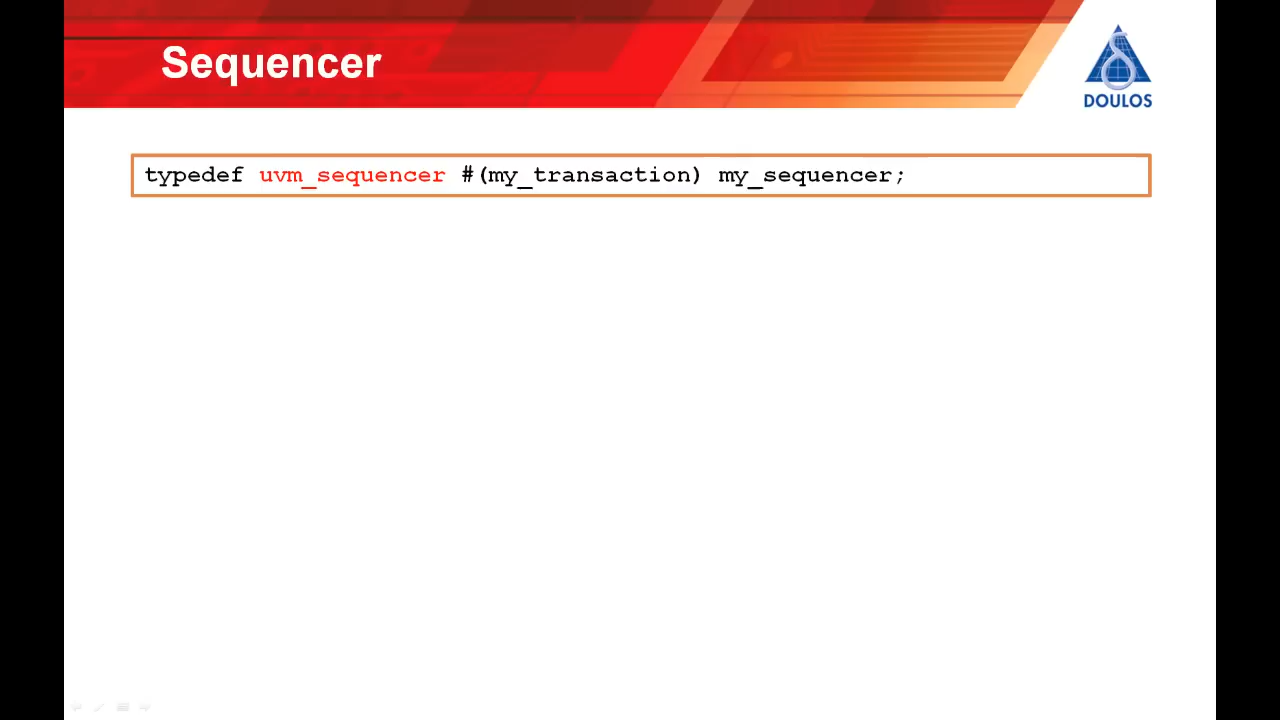 Sequencer
DOULOS
typedef uvm_sequencer #(my_transaction) my_sequencer;